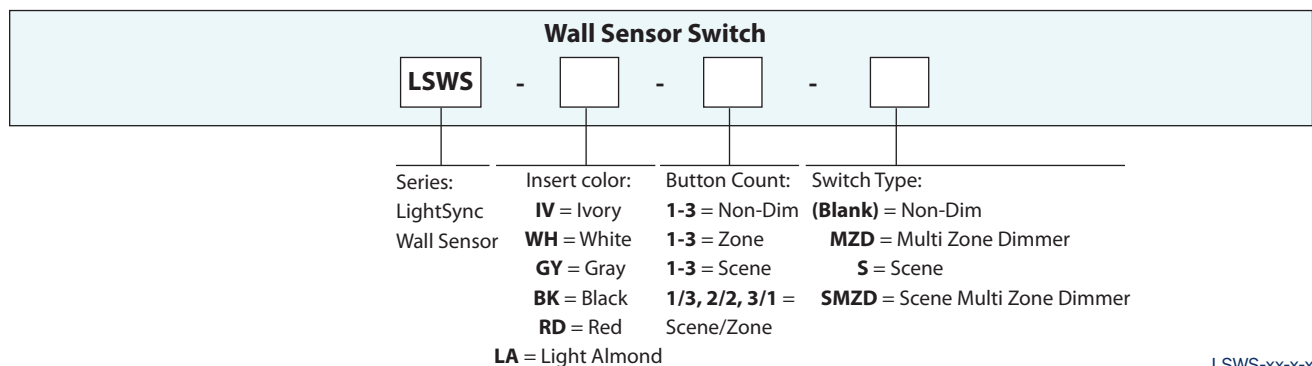 Wall Sensor Switch
LSWS - - -
Series:
LightSync
Wall Sensor
Insert color:
IV = Ivory
WH = White
GY = Gray
BK = Black
RD = Red
LA = Light Almond
Button Count:
1-3 = Non-Dim
1-3 = Zone
1-3 = Scene
1/3, 2/2, 3/1 =
Scene/Zone
Switch Type:
(Blank) = Non-Dim
MZD = Multi Zone Dimmer
S = Scene
SMZD = Scene Multi Zone Dimmer
LSWS-xx-x-x